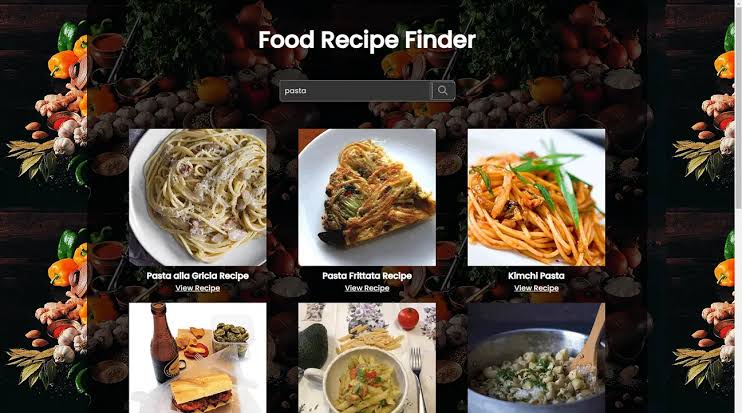 Food Recipe Finder
pasta
Pasta alla Gricia Recipe
Pasta Frittata Recipe
Kimchi Pasta
View Recipe
View Recipe
View Recipe